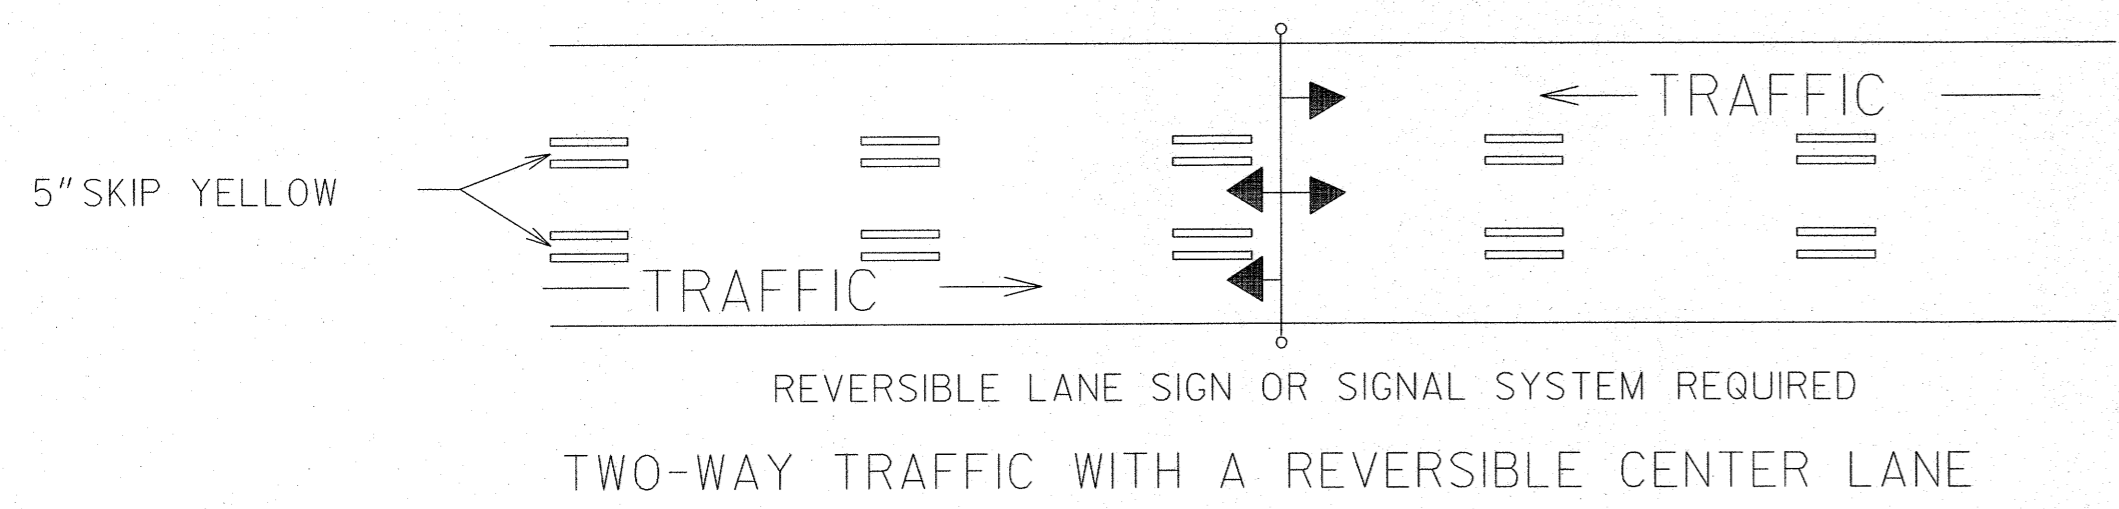 TRAFFIC
5" SKIP YELLOW
TRAFFIC
REVERSIBLE LANE SIGN OR SIGNAL SYSTEM REQUIRED
TWO-WAY TRAFFIC WITH A REVERSIBLE CENTER LANE